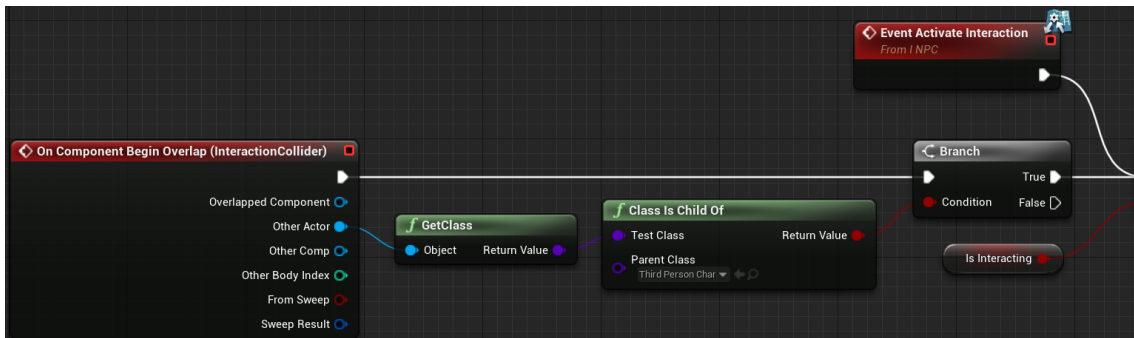 Event Activate Interaction
From I NPC
On Component Begin Overlap (InteractionCollider)
Overlapped Component
Other Actor
Other Comp
Other Body Index
From Sweep
Sweep Result
f GetClass
Object Return Value
f Class Is Child Of
Test Class Return Value
Parent Class
Third Person Char
Branch
True
Condition False
Is Interacting